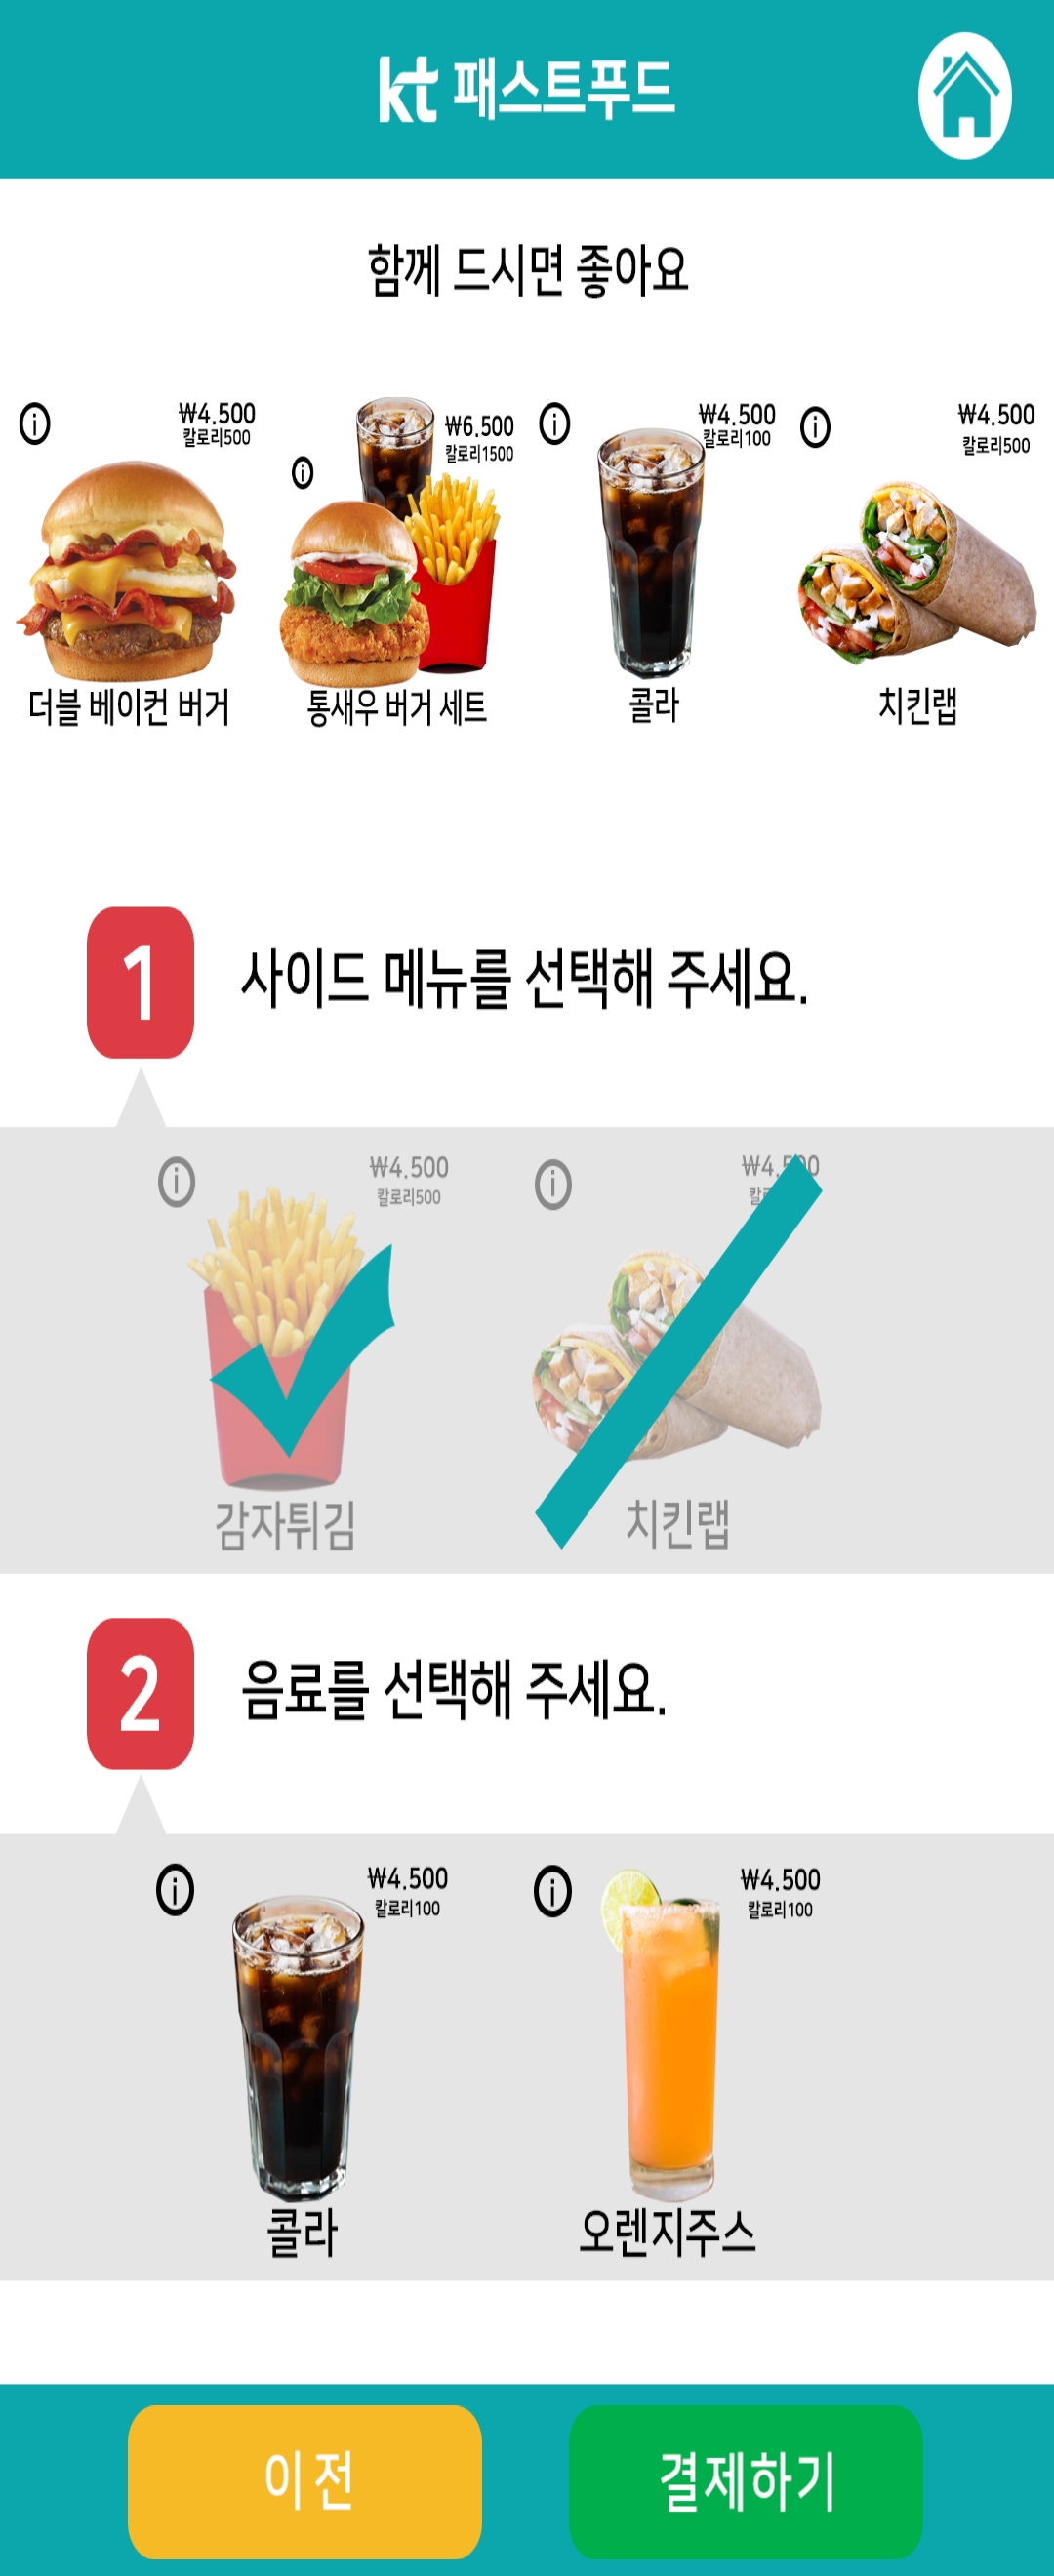 kt 패스트푸드
함께 드시면 좋아요
₩4.500
칼로리500
더블 베이컨 버거
₩6.500
칼로리1500
통새우 버거 세트
₩4.500
칼로리100
콜라
₩4.500
칼로리500
치킨랩
1 사이드 메뉴를 선택해 주세요.
₩4.500
칼로리500
감자튀김
치킨랩
2 음료를 선택해 주세요.
₩4.500
칼로리100
콜라
₩4.500
칼로리100
오렌지주스
이 전
결제하기